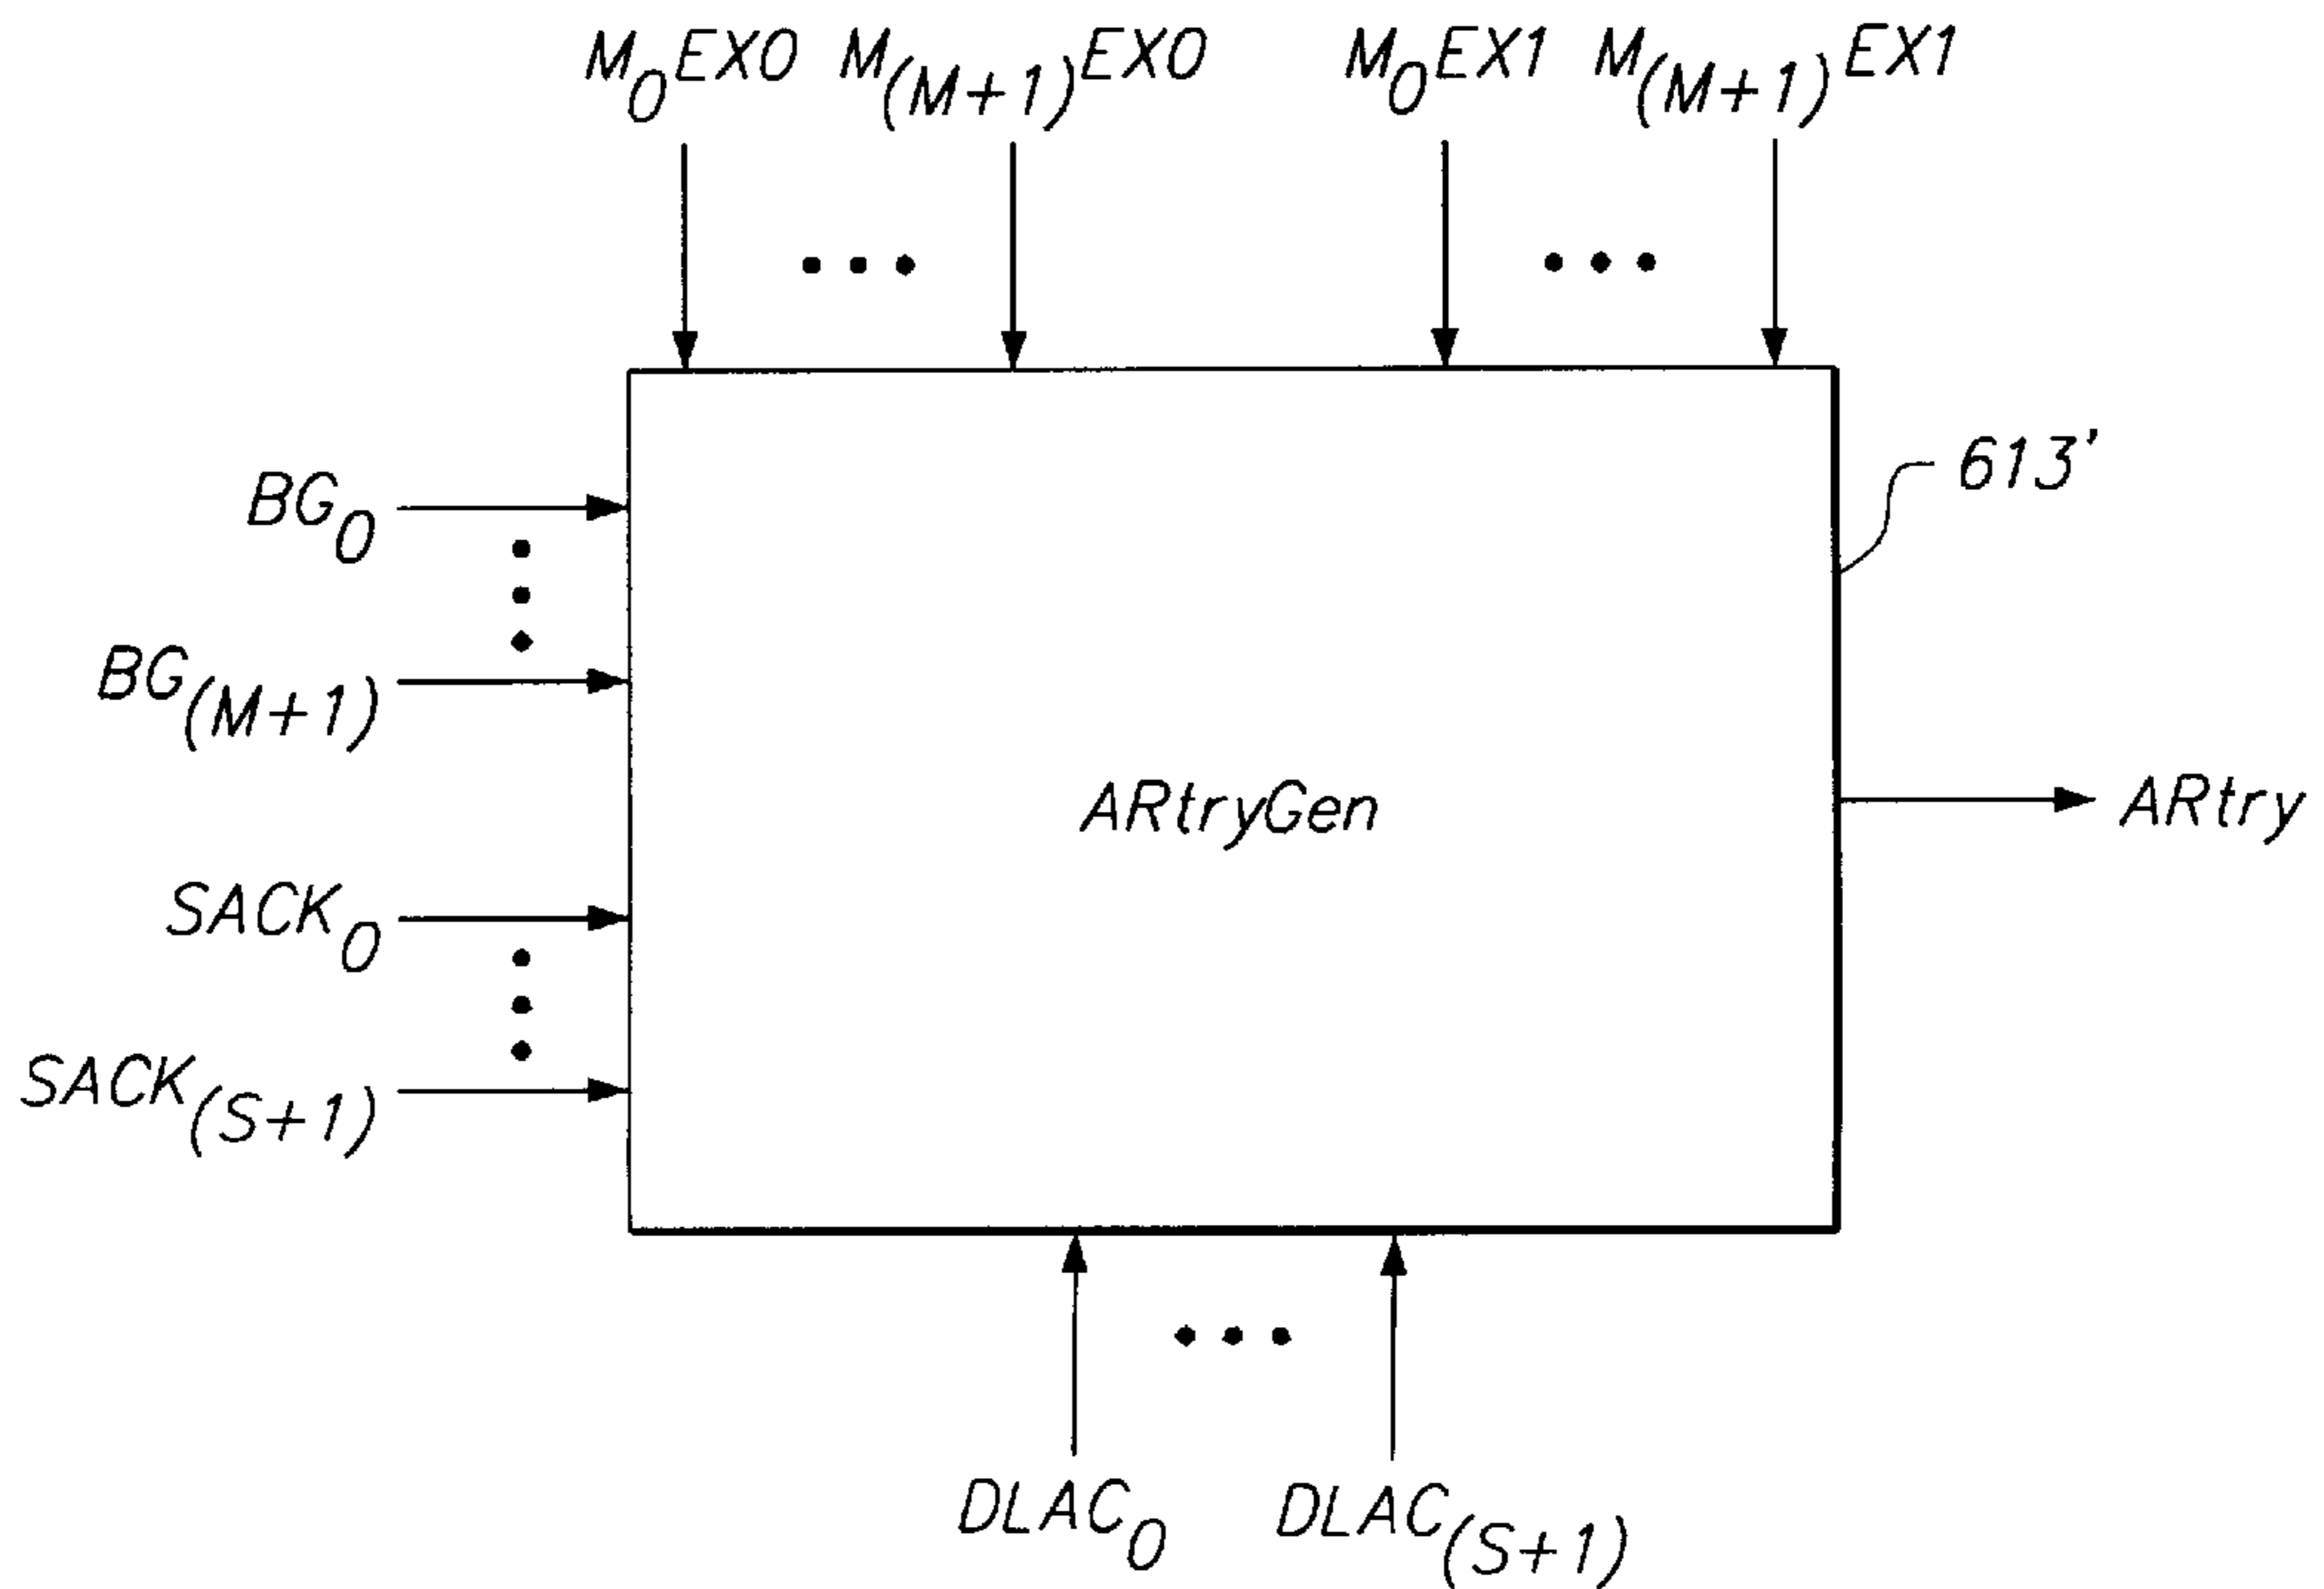 M₀EX0 M₍M+1₎EX0 M₀EX1 M₍M+1₎EX1
613'
BG₀
BG₍M+1₎
ARtryGen
ARtry
SACK₀
SACK₍S+1₎
DLAC₀ DLAC₍S+1₎